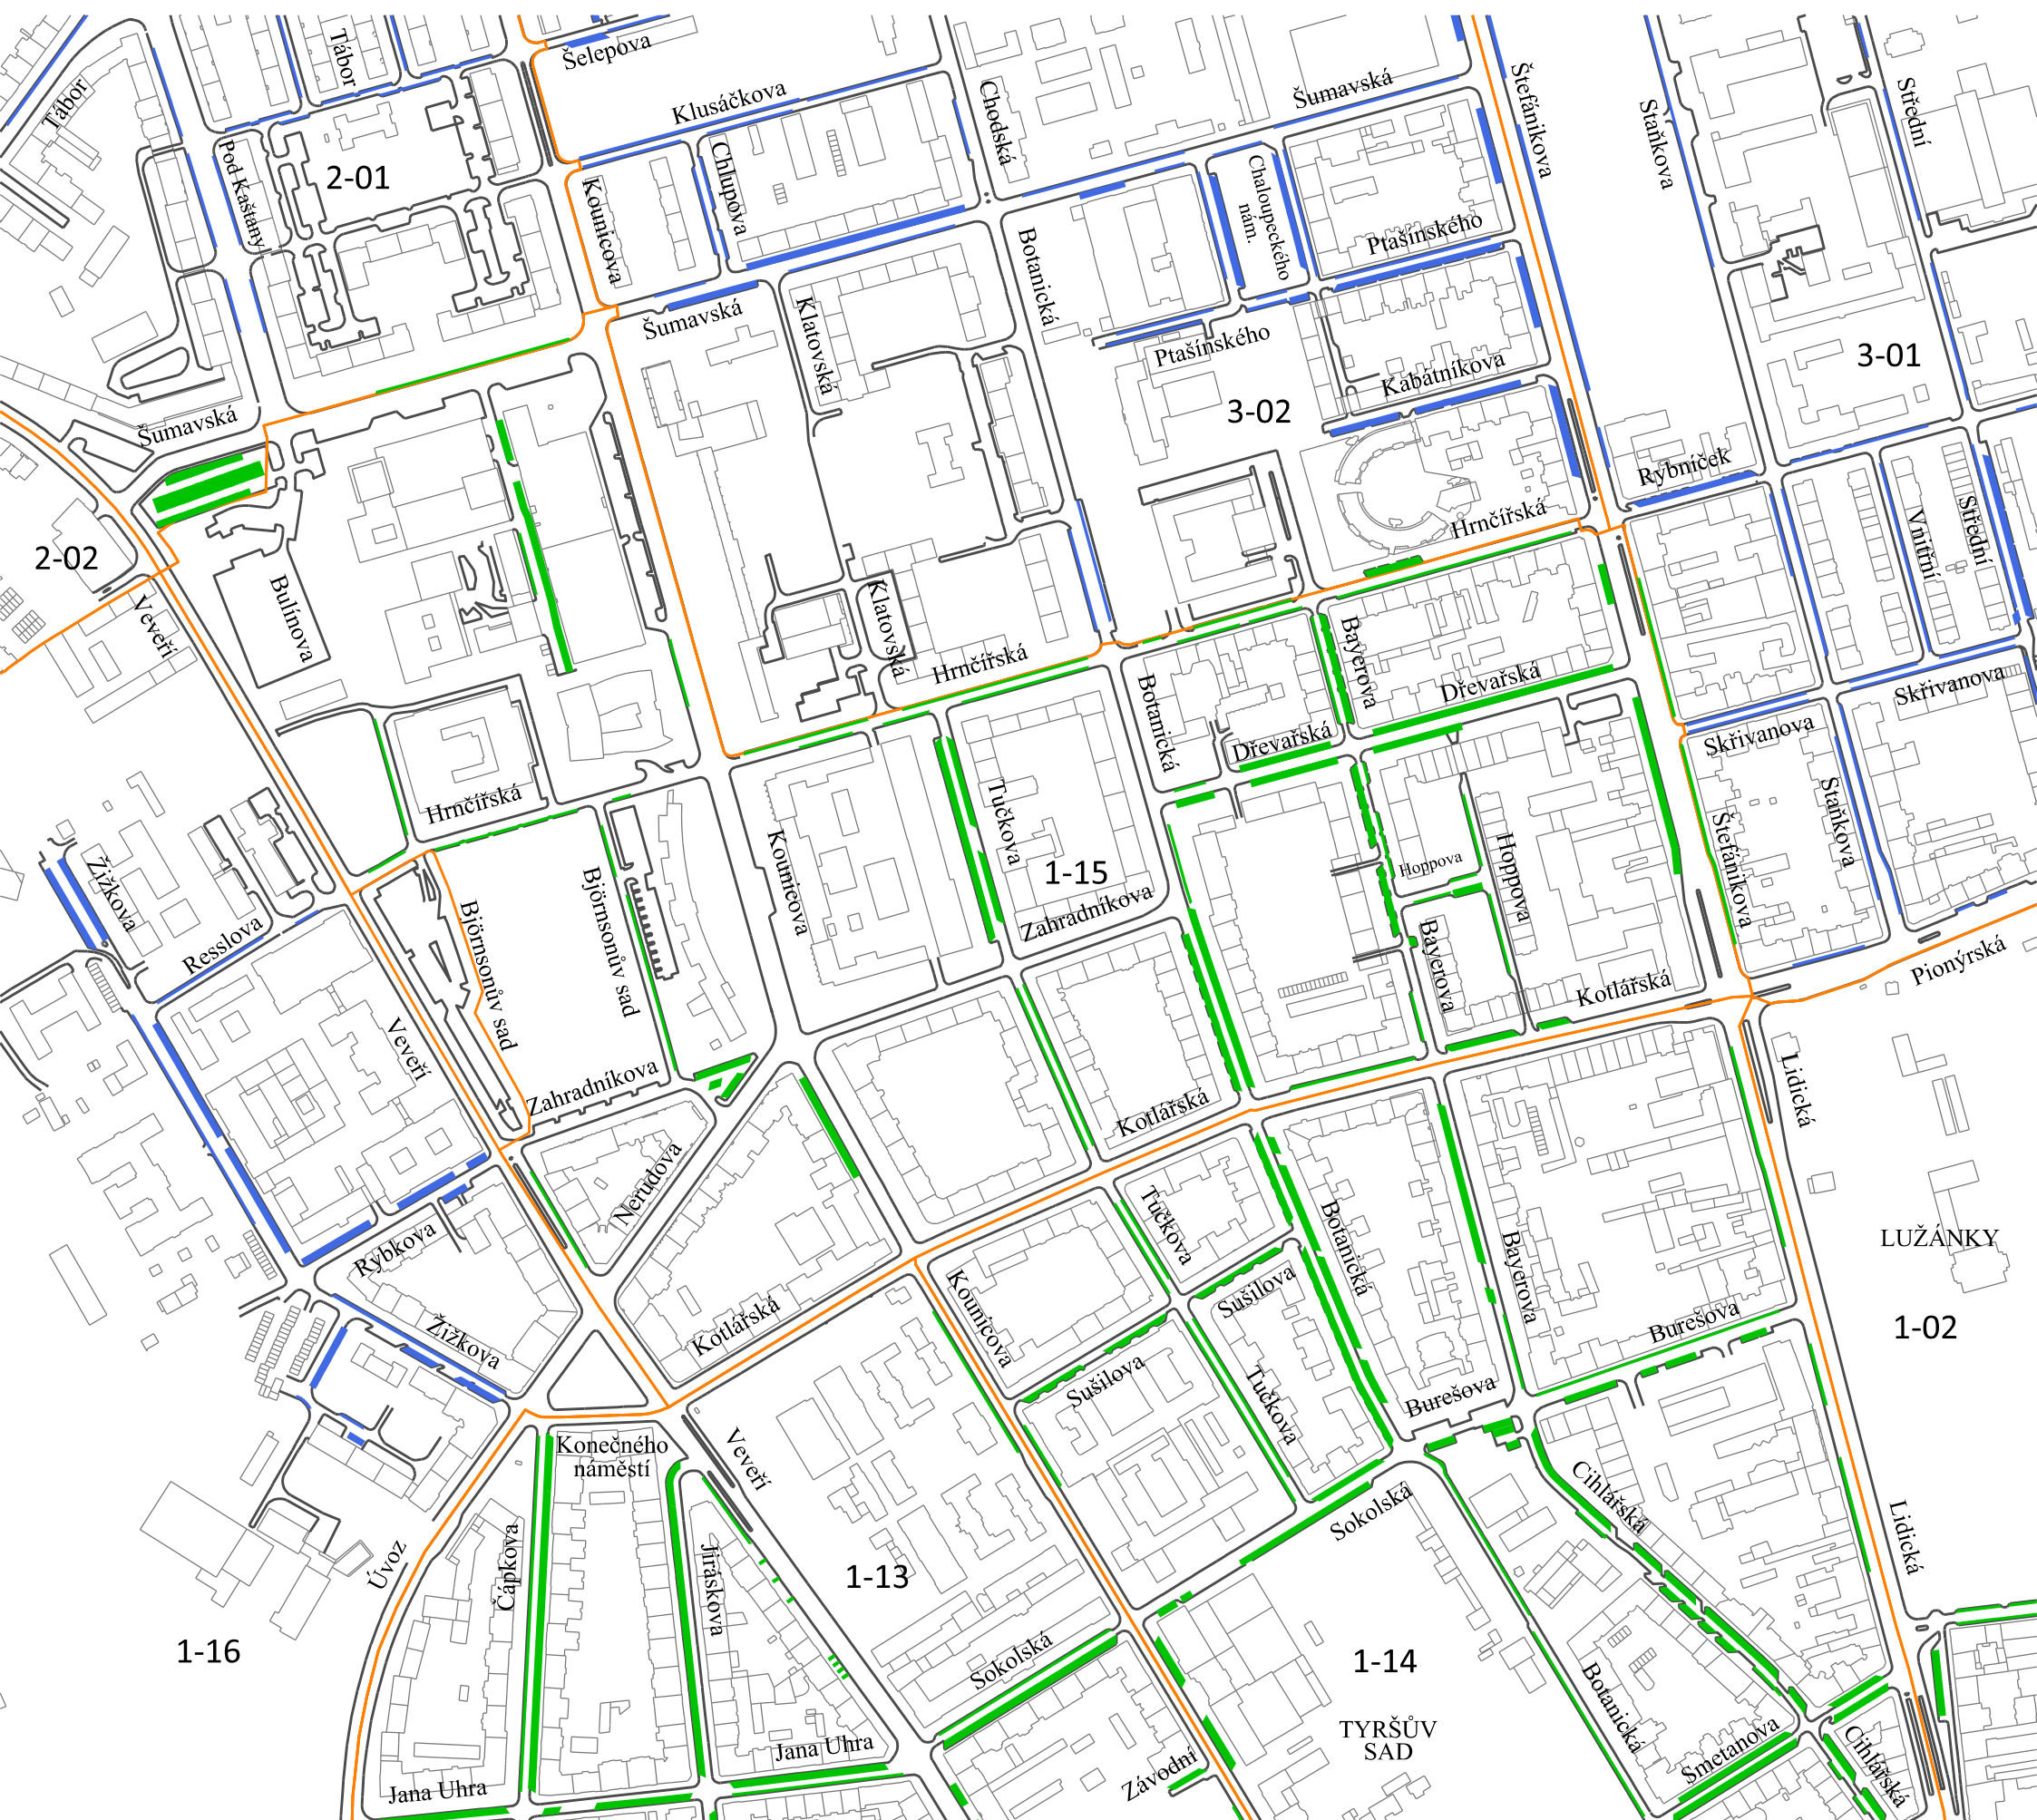 Šelepova
Tábor
Tábor
Klusáčkova
Šumavská
Štefánikova
Staňkova
Střední
Chodská
Pod Kaštany
2-01
Kounicova
Chlupova
Chaloupeckého
nám.
Ptašínského
Botanická
Šumavská
Klatovská
Ptašínského
Kabátníkova
3-01
3-02
Šumavská
Rybníček
Hrnčířská
Vnitřní
Střední
2-02
Bulínova
Veveří
Klatovská
Hrnčířská
Botanická
Bayerova
Dřevařská
Skřivanova
Dřevařská
Skřivanova
Hrnčířská
Tučkova
Kounicova
1-15
Hoppova
Hoppova
Štefánikova
Staňkova
Žižkova
Resslova
Björnsonův sad
Björnsonův sad
Zahradníkova
Bayerova
Kotlářská
Pionýrská
Veveří
Zahradníkova
Kotlářská
Lidická
Nerudova
Tučkova
Botanická
Bayerova
LUŽÁNKY
Rybkova
Sušilova
Kounicova
Žižkova
Kotlářská
Burešova
1-02
Sušilova
Tučkova
Burešova
Konečného
náměstí
Veveří
Cihlářská
Sokolská
Lidická
Úvoz
Čápkova
Jiráskova
1-13
1-16
Sokolská
1-14
Botanická
TYRŠŮV
SAD
Jana Uhra
Závodní
Smetanova
Cihlářská
Jana Uhra